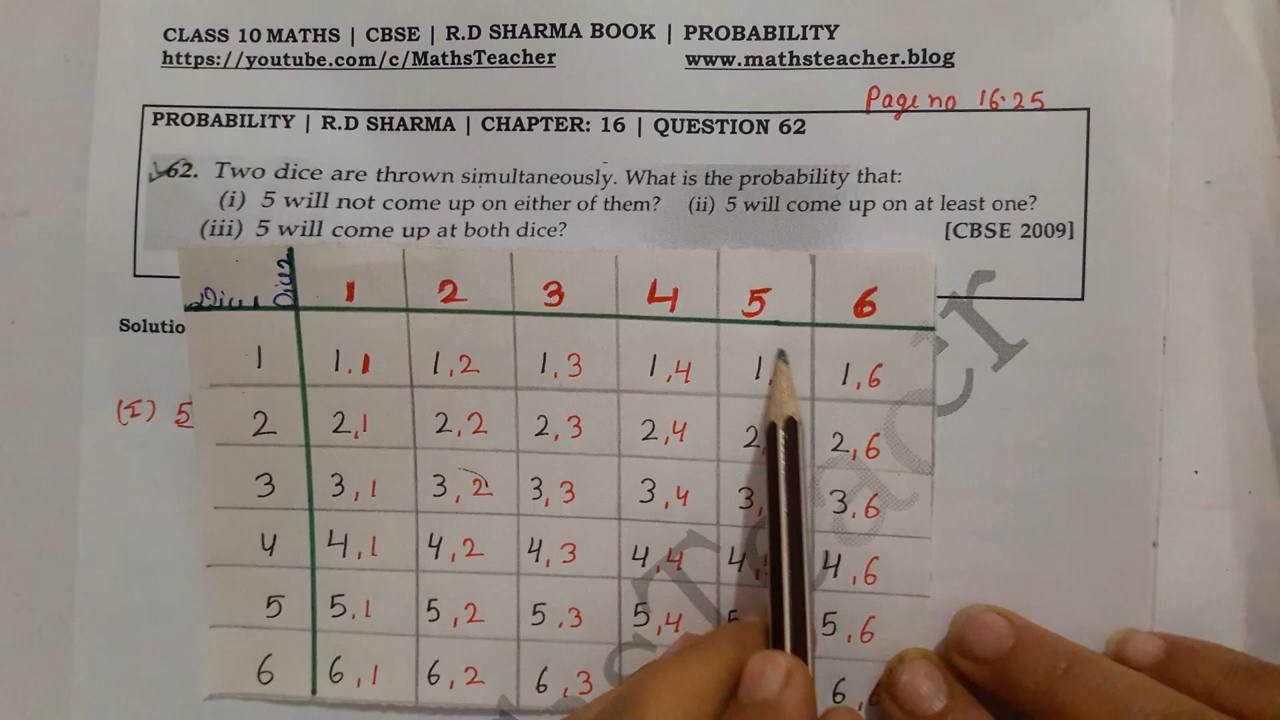 CLASS 10 MATHS | CBSE | R.D SHARMA BOOK | PROBABILITY
https://youtube.com/c/MathsTeacher www.mathsteacher.blog
Page no 16.25
PROBABILITY | R.D SHARMA | CHAPTER: 16 | QUESTION 62
62. Two dice are thrown simultaneously. What is the probability that:
(i) 5 will not come up on either of them? (ii) 5 will come up on at least one?
(iii) 5 will come up at both dice? [CBSE 2009]
1 2 3 4 5 6
Solutio
1 1.1 1,2 1,3 1,4 1, 1,6
(I) 5
2 2,1 2,2 2,3 2,4 2, 2,6
3 3,1 3,2 3,3 3,4 3, 3.6
4 4,1 4,2 4,3 4,4 4, 4,6
5 5.1 5,2 5.3 5,4 5, 5,6
6 6,1 6,2 6,3 6,